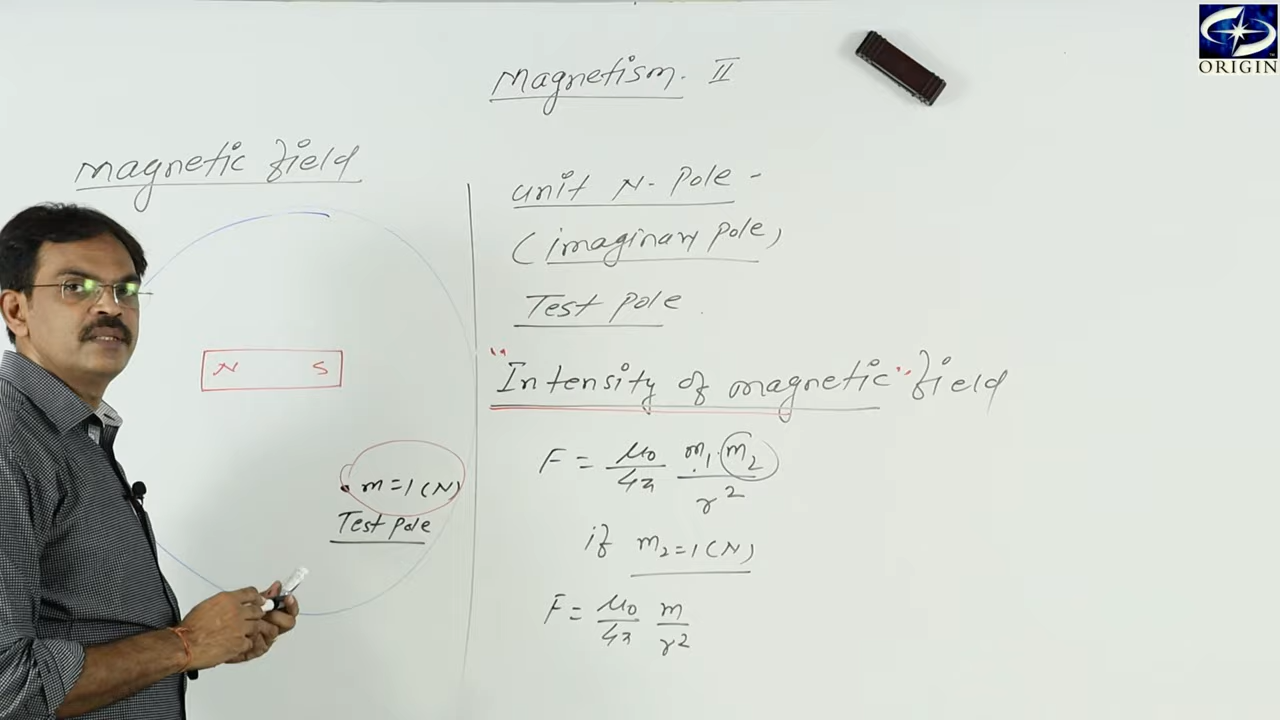 ORIGIN
Magnetism. II
magnetic field
N S
m=1(N)
Test pole
unit N-Pole -
(imaginary pole)
Test pole.
"Intensity of magnetic" field
F = μ0/4π m1.m2/r²
if m2=1(N)
F = μ0/4π m/r²